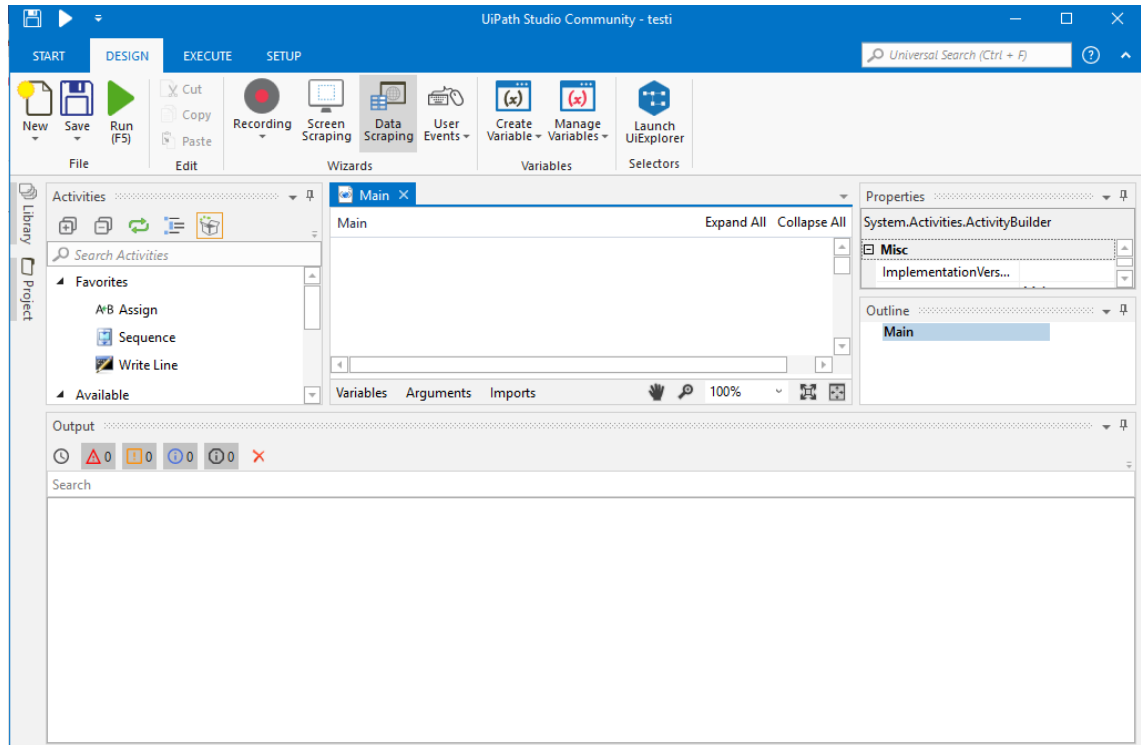 UiPath Studio Community - testi
START DESIGN EXECUTE SETUP
Universal Search (Ctrl + F)
New
Save
Run
(F5)
Cut
Copy
Paste
Recording
Screen
Scraping
Data
Scraping
User
Events
Create
Variable
Manage
Variables
Launch
UiExplorer
File Edit Wizards Variables Selectors
Library
Project
Activities
Search Activities
Favorites
A+B Assign
Sequence
Write Line
Available
Main
Main Expand All Collapse All
Variables Arguments Imports 100%
Properties
System.Activities.ActivityBuilder
Misc
ImplementationVers...
Outline
Main
Output
0 0 0 0
Search